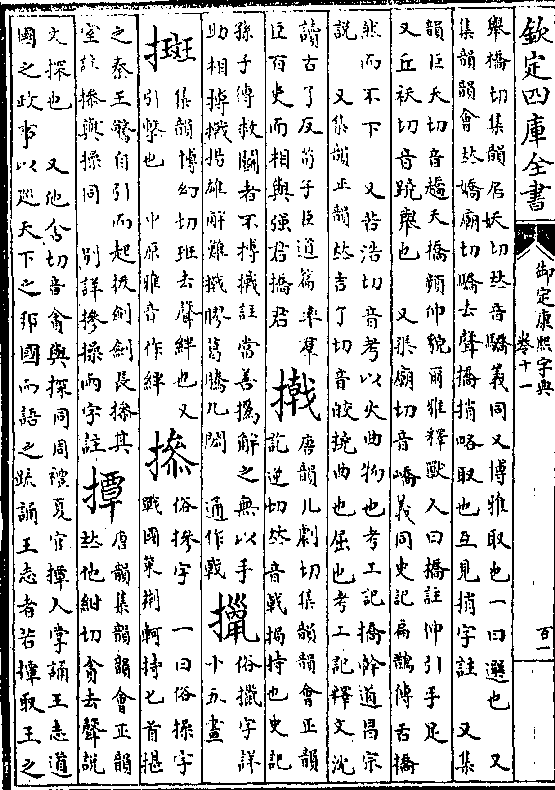 欽定四庫全書
御定康熙字典
卷十一
百一
舉橋切集韻居妖切𠀤音驕義同又博雅取也一曰選也 又
集韻韻會𠀤嬌廟切驕去聲撟捎略取也互見捎字註 又集
韻巨夭切音趫夭撟頻伸貌爾雅釋獸人曰撟註伸引手足
又丘袄切音蹺舉也 又渠廟切音嶠義同史記扁鵲傳舌撟
然而不下 又苦浩切音考以火曲物也考工記撟幹道昌宗
說 又集韻正韻𠀤吉了切音皎撓曲也屈也考工記釋文沈
讀古了反荀子臣道篇率羣
臣百吏而相與强君撟君
撠
唐韻几劇切集韻韻會正韻
訖逆切𠀤音戟揭持也史記
孫子傳救鬭者不搏撠註當善撝解之無以手
助相搏撠揚雄解難撠膠葛騰九閎 通作戟
俗擸字詳
十五畫
集韻博幻切班去聲絆也又
引擊也 中原雅音作絆
俗摻字 一曰俗操字
戰國策荆軻持匕首揕
之秦王驚自引而起拔劍劍長摻其
室註摻與操同 別詳摻操兩字註
撢
唐韻集韻韻會正韻
𠀤他紺切貪去聲說
文探也 又他含切音貪與探同周禮夏官撢人掌誦王志道
國之政事以巡天下之邦國而語之疏誦王志者若撢取王之